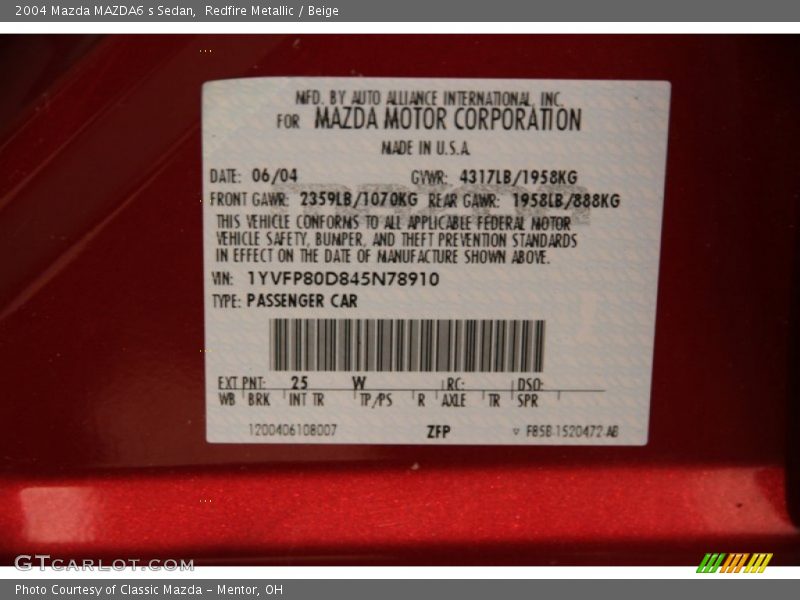 2004 Mazda MAZDA6 s Sedan,  Redfire Metallic / Beige
MFD. BY AUTO ALLIANCE INTERNATIONAL, INC.
FOR MAZDA MOTOR CORPORATION
MADE IN U.S.A.
DATE: 06/04 GVWR: 4317LB/1958KG
FRONT GAWR: 2359LB/1070KG REAR GAWR: 1958LB/888KG
THIS VEHICLE CONFORMS TO ALL APPLICABLE FEDERAL MOTOR
VEHICLE SAFETY, BUMPER, AND THEFT PREVENTION STANDARDS
IN EFFECT ON THE DATE OF MANUFACTURE SHOWN ABOVE.
VIN: 1YVFP80D845N78910
TYPE: PASSENGER CAR
EXT PNT: 25 W RC: DSO:
WB BRK INT TR TP/PS R AXLE TR SPR
1200406108007 ZFP ▽ F85B-1520472-AB
GTCARLOT.COM
Photo Courtesy of Classic Mazda - Mentor, OH